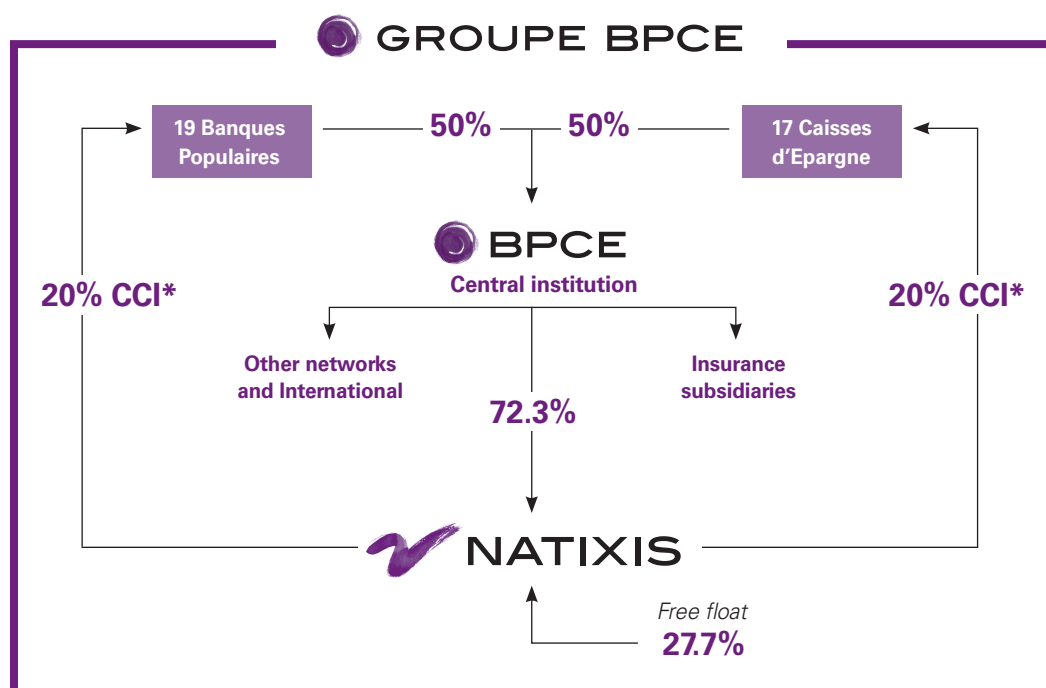 GROUPE BPCE
19 Banques
Populaires
50%
50%
17 Caisses
d'Epargne
BPCE
Central institution
20% CCI*
20% CCI*
Other networks
and International
Insurance
subsidiaries
72.3%
NATIXIS
Free float
27.7%